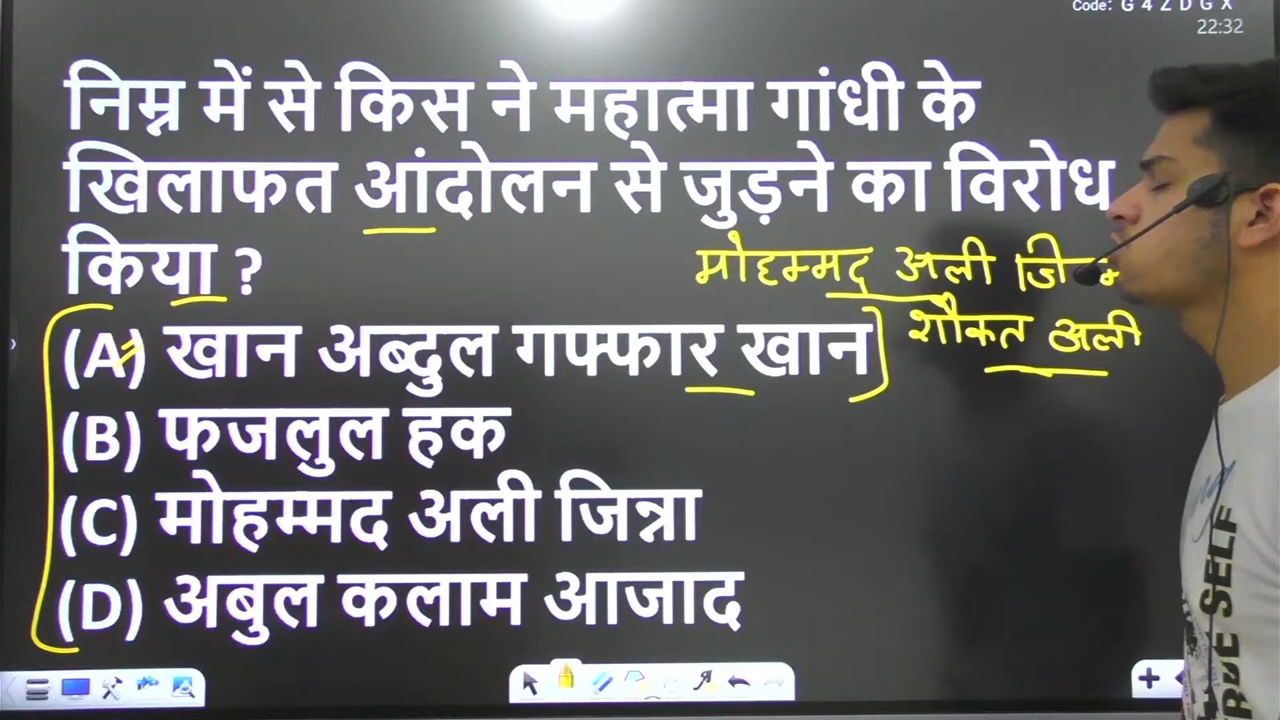 Code: G 4 Z D G X
22:32
निम्न में से किस ने महात्मा गांधी के
खिलाफत आंदोलन से जुड़ने का विरोध
किया ?
मोहम्मद अली
शौकत अली
(A) खान अब्दुल गफ्फार खान
(B) फजलुल हक
(C) मोहम्मद अली जिन्ना
(D) अबुल कलाम आजाद
SELF